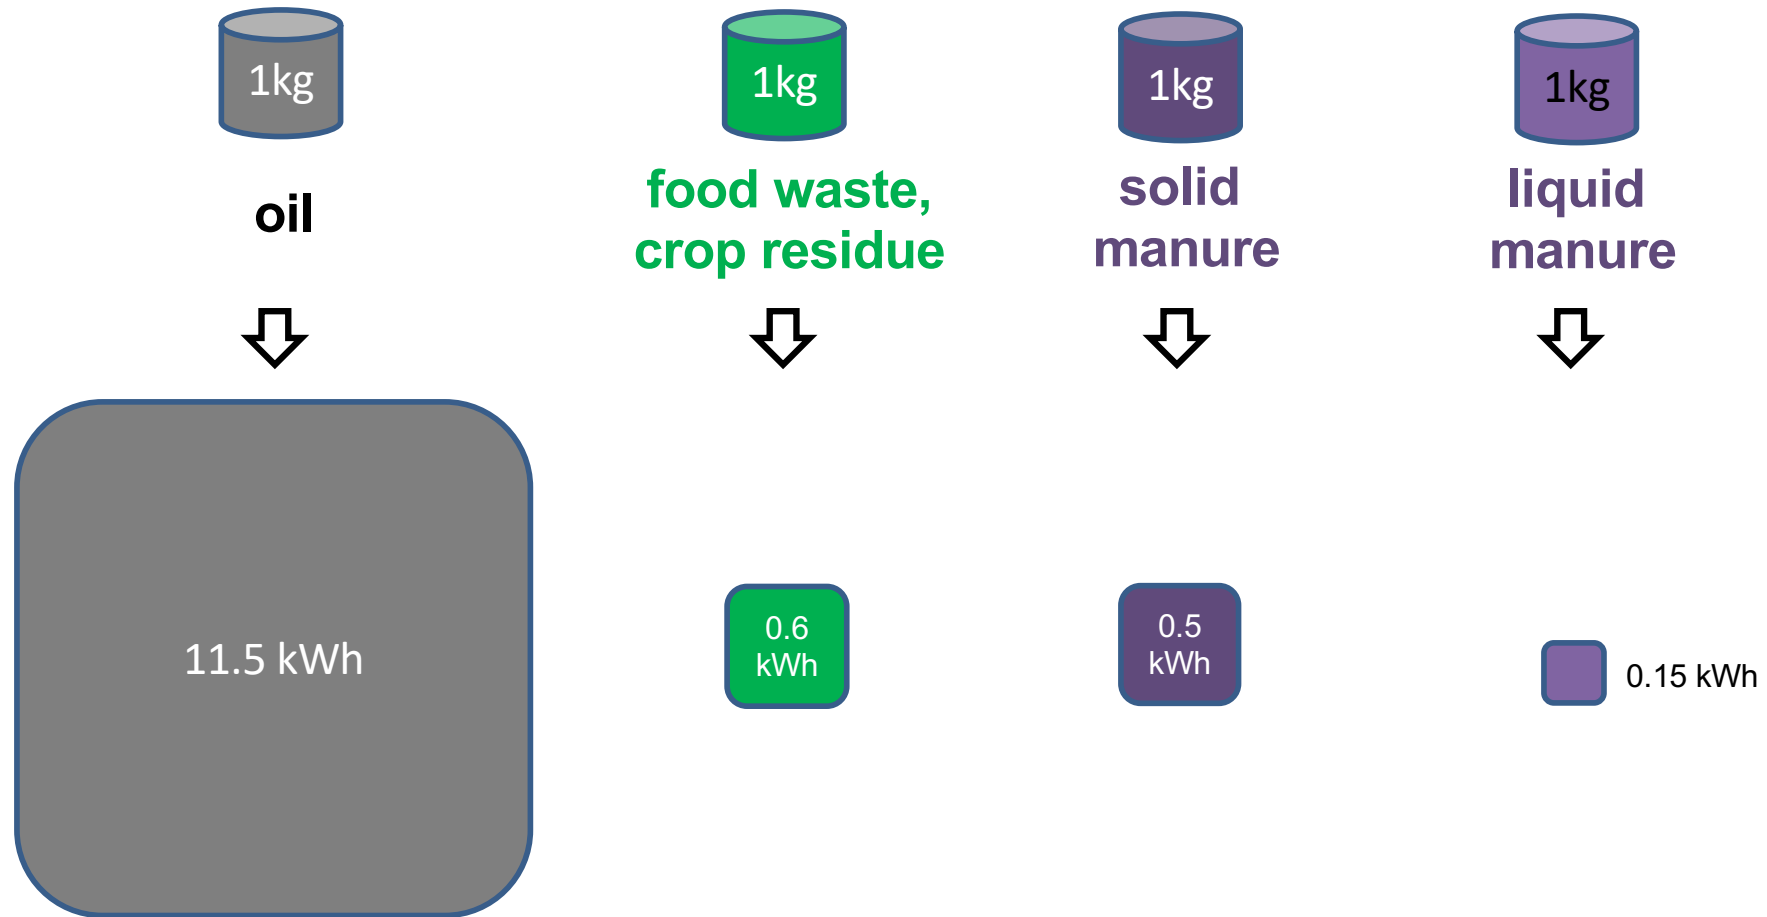 1kg
1kg
1kg
1kg
oil
food waste,
crop residue
solid
manure
liquid
manure
11.5 kWh
0.6
kWh
0.5
kWh
0.15 kWh